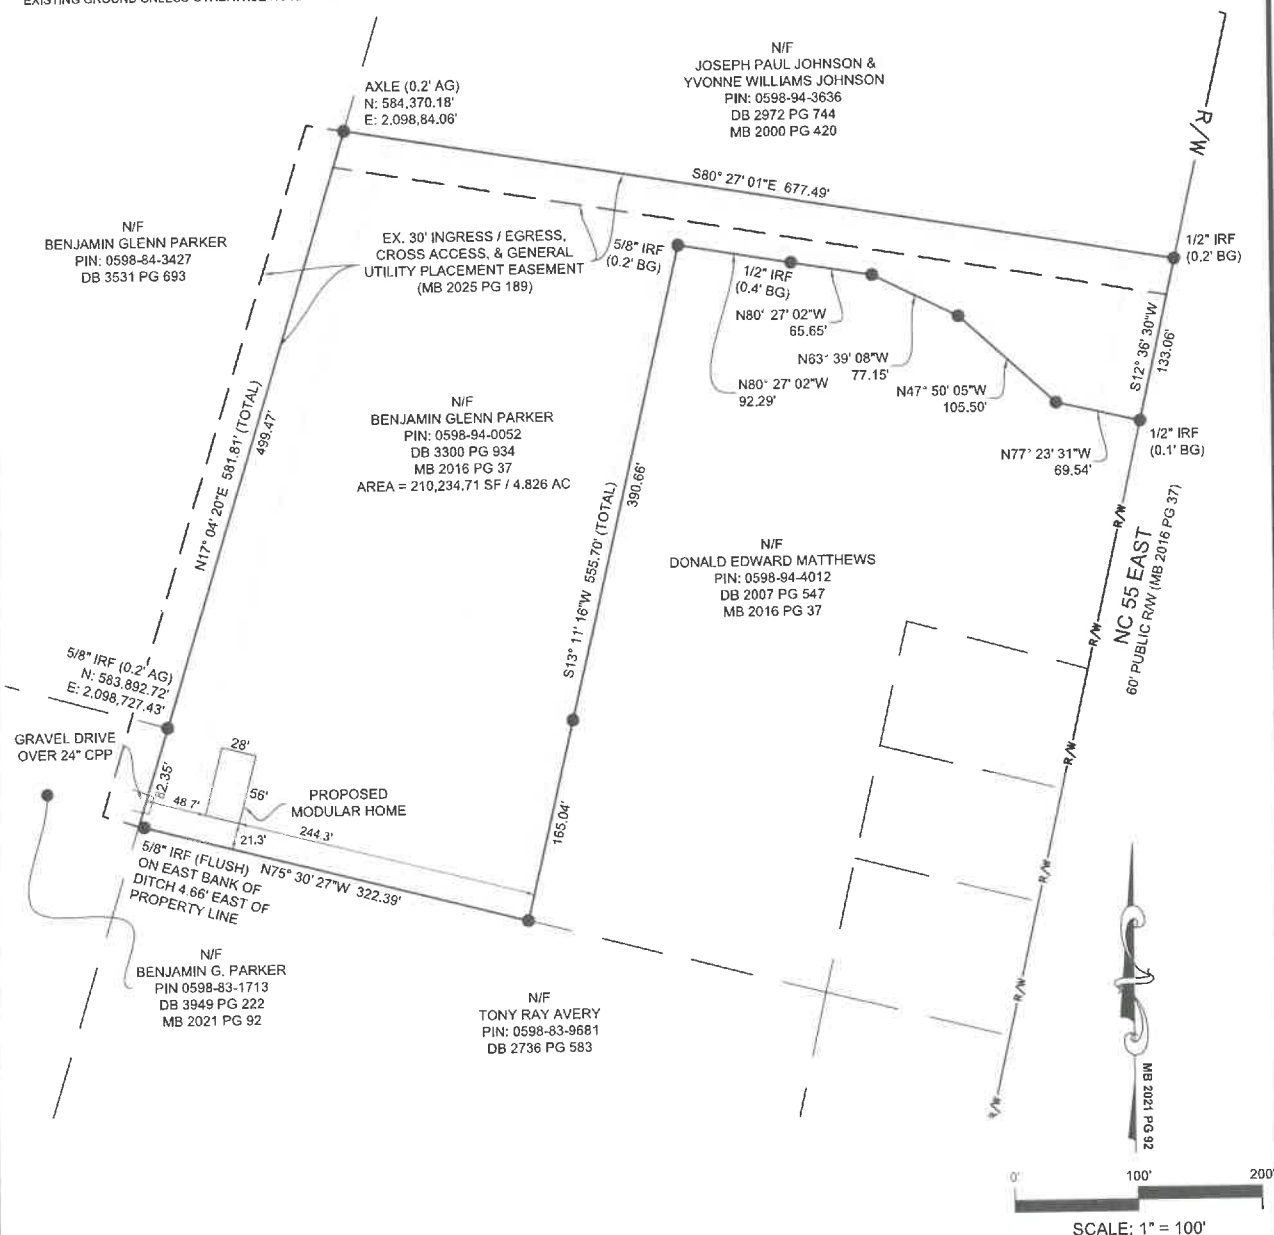 N/F
JOSEPH PAUL JOHNSON &
YVONNE WILLIAMS JOHNSON
PIN: 0598-94-3636
DB 2972 PG 744
MB 2000 PG 420
AXLE (0.2' AG)
N: 584,370.18'
E: 2.098,84.06'
R/W
S80° 27' 01"E 677.49'
N/F
BENJAMIN GLENN PARKER
PIN: 0598-84-3427
DB 3531 PG 693
EX. 30' INGRESS / EGRESS,
CROSS ACCESS, & GENERAL
UTILITY PLACEMENT EASEMENT
(MB 2025 PG 189)
5/8" IRF
(0.2' BG)
1/2" IRF
(0.4' BG)
1/2" IRF
(0.2' BG)
N80° 27' 02"W
65.65'
N63° 39' 08"W
77.15'
N80° 27' 02"W
92.29'
N47° 50' 05"W
105.50'
S12° 36' 30"W
133.06'
N77° 23' 31"W
69.54'
1/2" IRF
(0.1' BG)
N/F
BENJAMIN GLENN PARKER
PIN: 0598-94-0052
DB 3300 PG 934
MB 2016 PG 37
AREA = 210,234.71 SF / 4.826 AC
N17° 04' 20"E 581.81' (TOTAL)
499.47'
S13° 11' 16"W 555.70' (TOTAL)
390.66'
N/F
DONALD EDWARD MATTHEWS
PIN: 0598-94-4012
DB 2007 PG 547
MB 2016 PG 37
R/W
NC 55 EAST
60' PUBLIC R/W (MB 2016 PG 37)
R/W
R/W
R/W
R/W
R/W
5/8" IRF (0.2' AG)
N: 583,892.72'
E: 2,098,727.43'
GRAVEL DRIVE
OVER 24" CPP
82.35'
28'
56'
48.7'
PROPOSED
MODULAR HOME
21.3'
244.3'
165.04'
5/8" IRF (FLUSH)
ON EAST BANK OF
DITCH 4.66' EAST OF
PROPERTY LINE
N75° 30' 27"W 322.39'
N/F
BENJAMIN G. PARKER
PIN 0598-83-1713
DB 3949 PG 222
MB 2021 PG 92
N/F
TONY RAY AVERY
PIN: 0598-83-9681
DB 2736 PG 583
MB 2021 PG 92
0' 100' 200'
SCALE: 1" = 100'